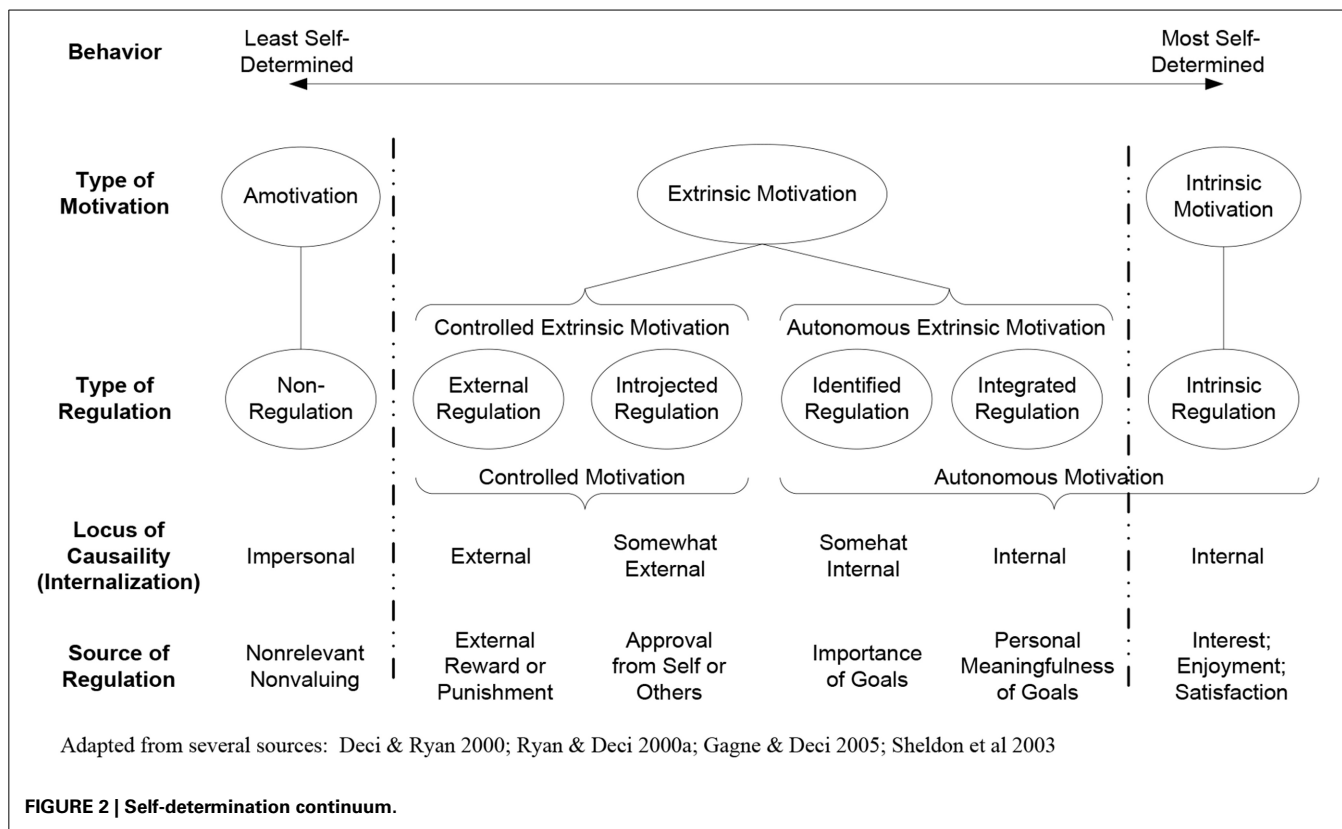 Behavior
Least Self-
Determined
Most Self-
Determined
Type of
Motivation
Amotivation
Extrinsic Motivation
Intrinsic
Motivation
Controlled Extrinsic Motivation
Autonomous Extrinsic Motivation
Type of
Regulation
Non-
Regulation
External
Regulation
Introjected
Regulation
Identified
Regulation
Integrated
Regulation
Intrinsic
Regulation
Controlled Motivation
Autonomous Motivation
Locus of
Causaility
(Internalization)
Impersonal
External
Somewhat
External
Somehat
Internal
Internal
Internal
Source of
Regulation
Nonrelevant
Nonvaluing
External
Reward or
Punishment
Approval
from Self or
Others
Importance
of Goals
Personal
Meaningfulness
of Goals
Interest;
Enjoyment;
Satisfaction
Adapted from several sources: Deci & Ryan 2000; Ryan & Deci 2000a; Gagne & Deci 2005; Sheldon et al 2003
FIGURE 2 | Self-determination continuum.